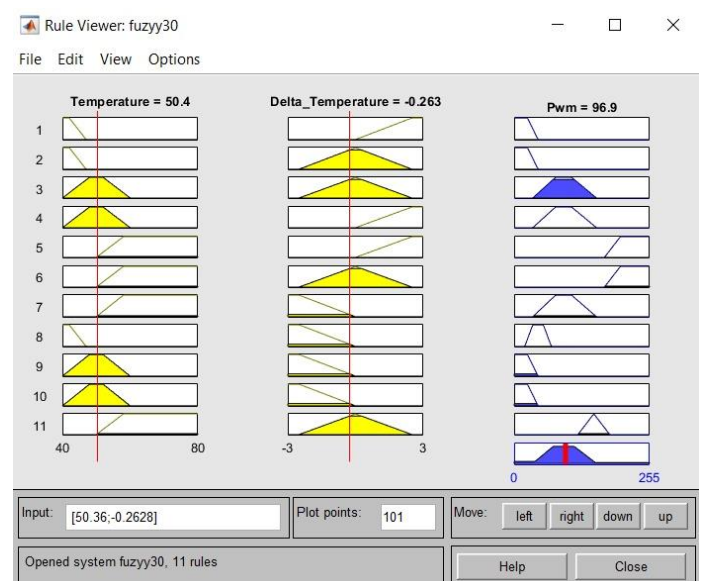 Rule Viewer: fuzyy30
File Edit View Options
Temperature = 50.4
Delta_Temperature = -0.263
Pwm = 96.9
1
2
3
4
5
6
7
8
9
10
11
40 80
-3 3
0 255
Input: [50.36;-0.2628]
Plot points: 101
Move: left right down up
Opened system fuzyy30, 11 rules
Help Close